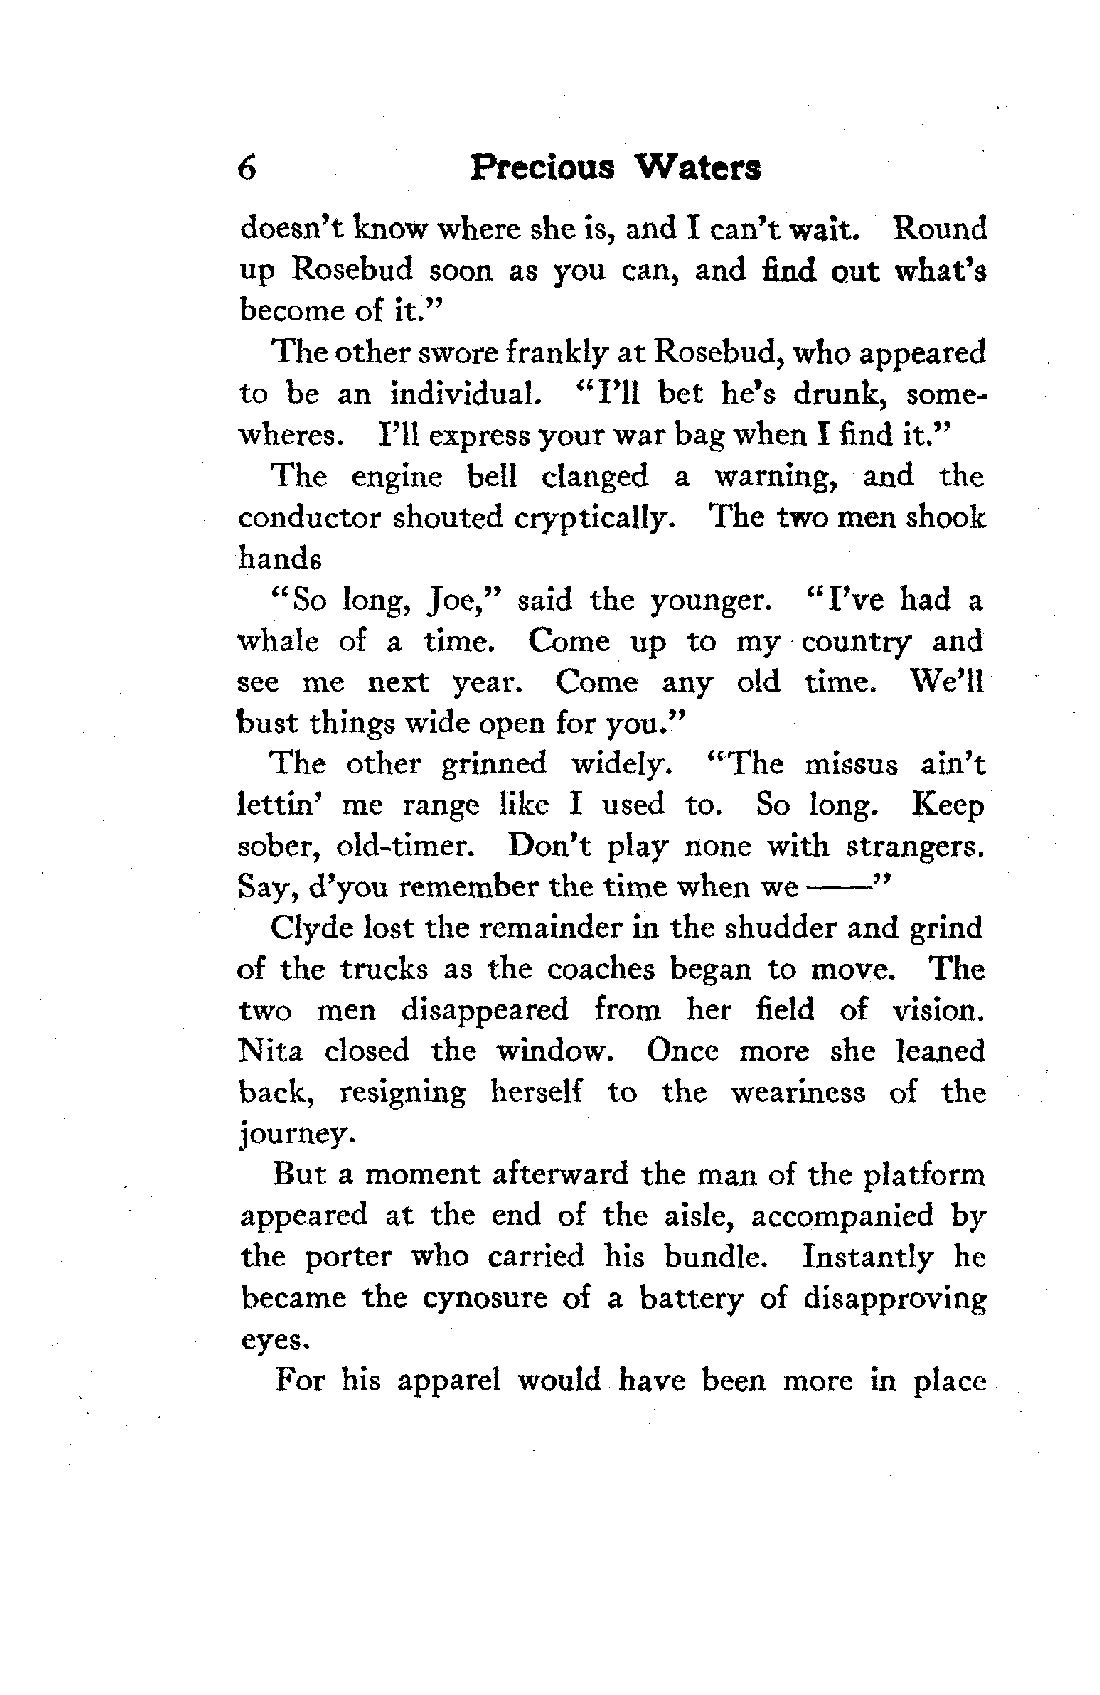 6 Precious Waters
doesn't know where she is, and I can't wait. Round
up Rosebud soon as you can, and find out what's
become of it."
The other swore frankly at Rosebud, who appeared
to be an individual. "I'll bet he's drunk, some-
wheres. I'll express your war bag when I find it."
The engine bell clanged a warning, and the
conductor shouted cryptically. The two men shook
hands
"So long, Joe," said the younger. "I've had a
whale of a time. Come up to my country and
see me next year. Come any old time. We'll
bust things wide open for you."
The other grinned widely. "The missus ain't
lettin' me range like I used to. So long. Keep
sober, old-timer. Don't play none with strangers.
Say, d'you remember the time when we ——"
Clyde lost the remainder in the shudder and grind
of the trucks as the coaches began to move. The
two men disappeared from her field of vision.
Nita closed the window. Once more she leaned
back, resigning herself to the weariness of the
journey.
But a moment afterward the man of the platform
appeared at the end of the aisle, accompanied by
the porter who carried his bundle. Instantly he
became the cynosure of a battery of disapproving
eyes.
For his apparel would have been more in place